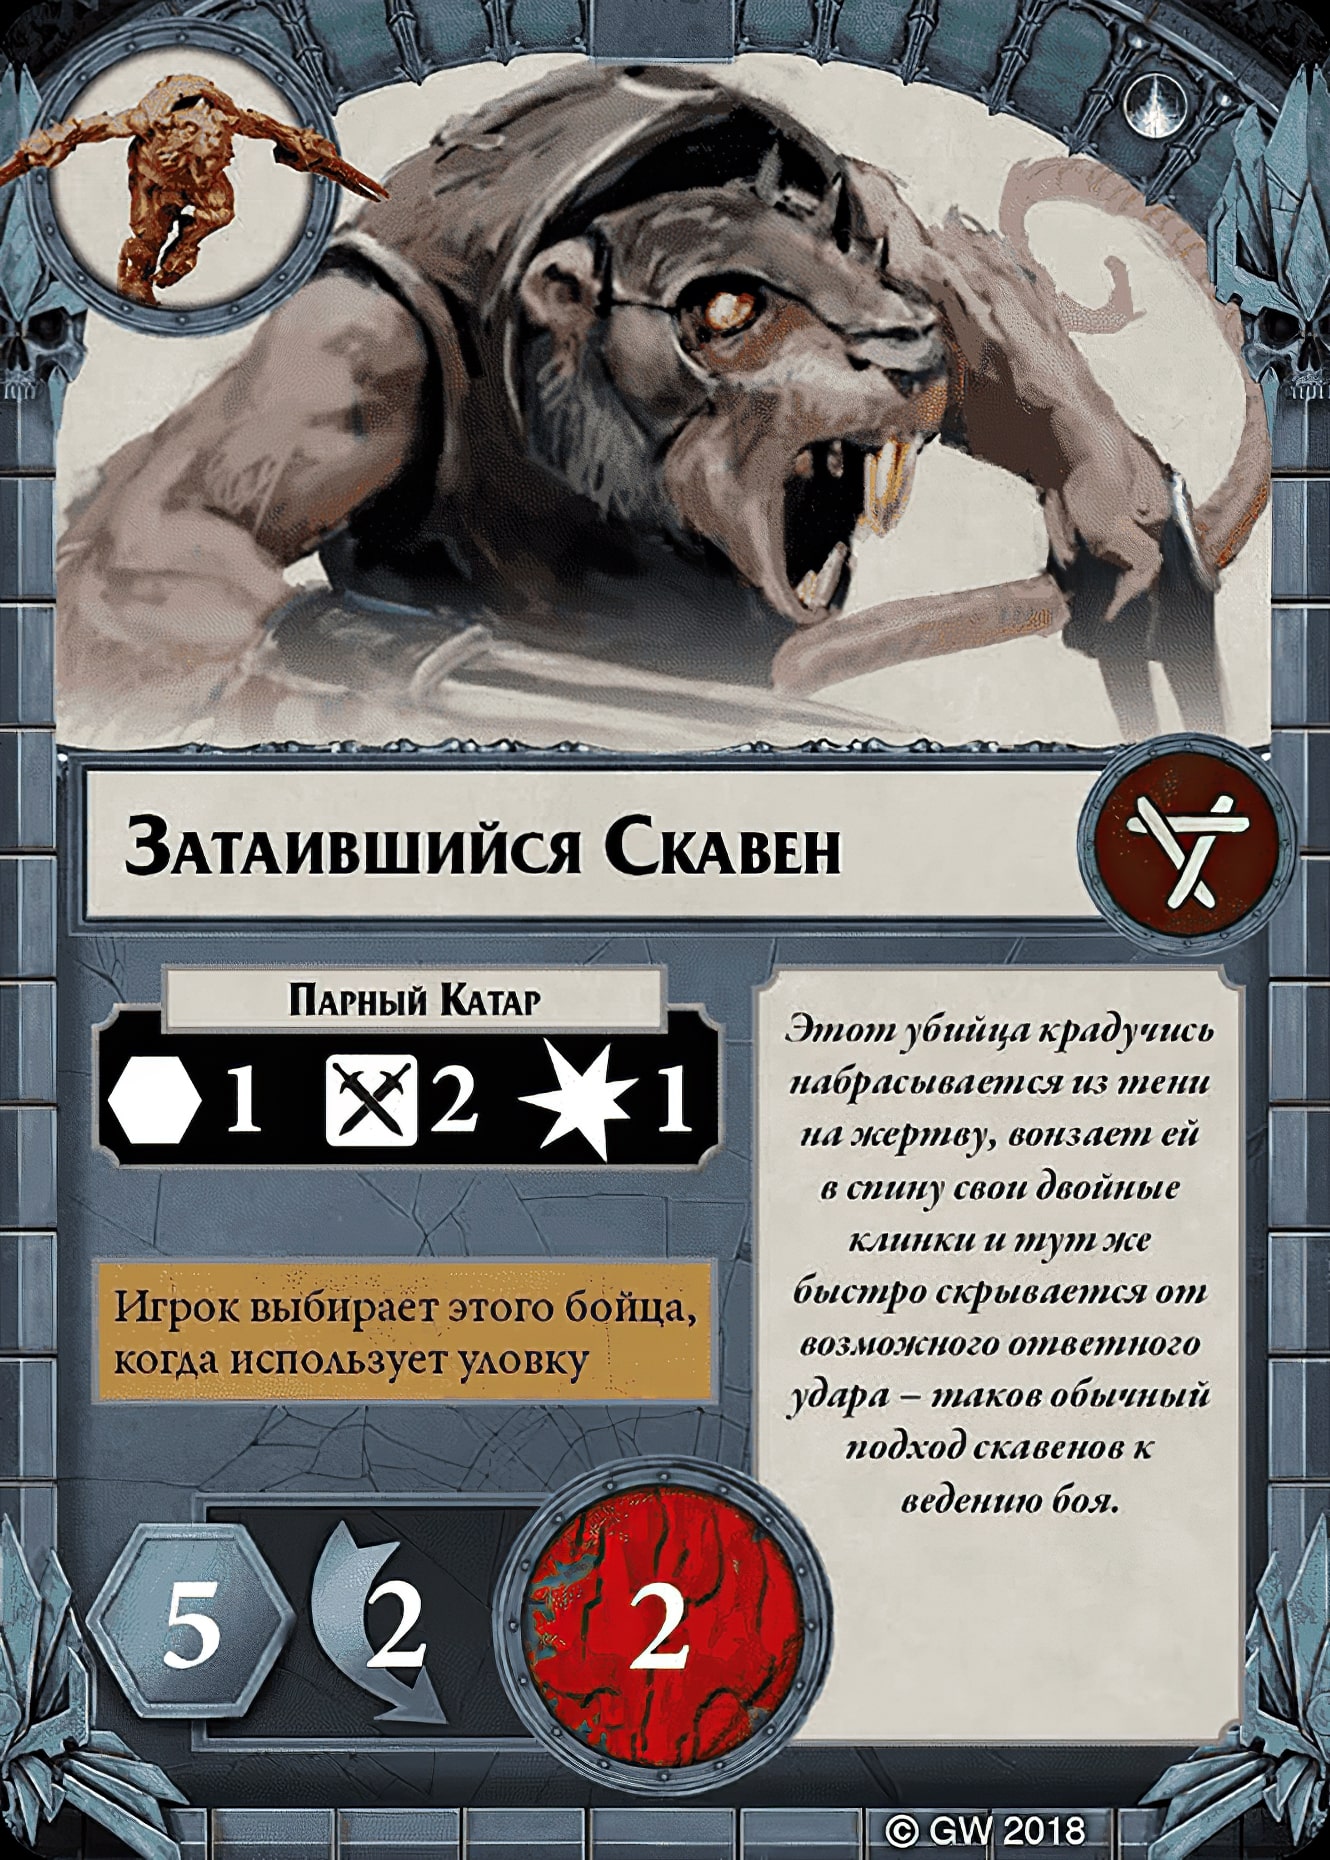 Затаившийся Скавен
Парный Катар
1 2 1
Этот убийца крадучись
набрасывается из тени
на жертву, вонзает ей
в спину свои двойные
клинки и тут же
быстро скрывается от
возможного ответного
удара – таков обычный
подход скавенов к
ведению боя.
Игрок выбирает этого бойца,
когда использует уловку
5 2 2
© GW 2018